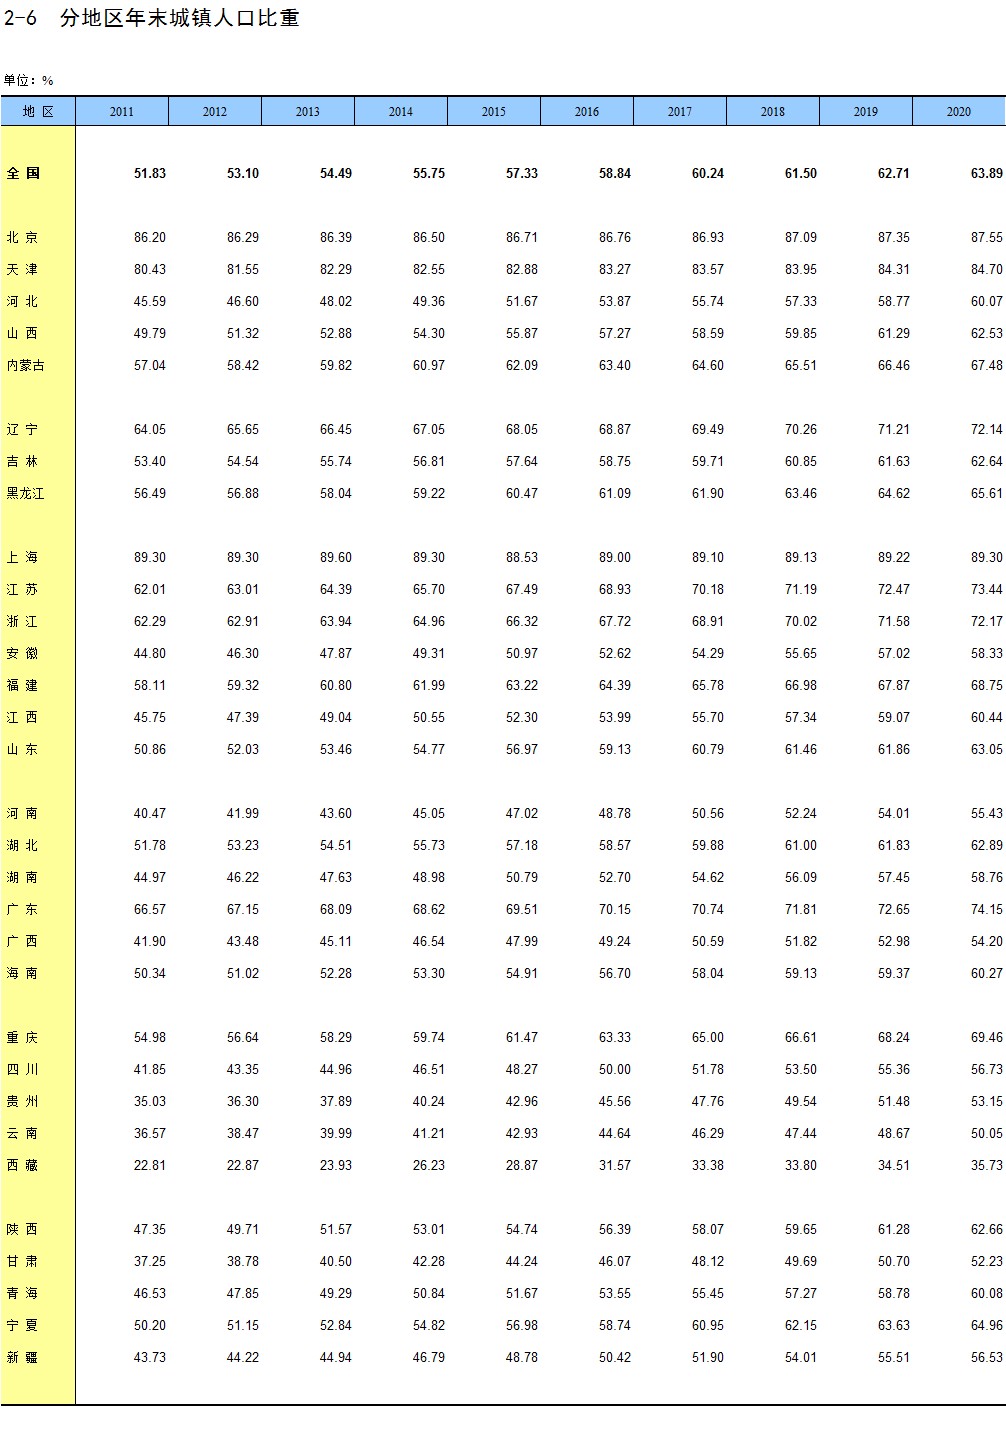 2-6 分地区年末城镇人口比重
单位：%
地 区 2011 2012 2013 2014 2015 2016 2017 2018 2019 2020
全 国 51.83 53.10 54.49 55.75 57.33 58.84 60.24 61.50 62.71 63.89
北 京 86.20 86.29 86.39 86.50 86.71 86.76 86.93 87.09 87.35 87.55
天 津 80.43 81.55 82.29 82.55 82.88 83.27 83.57 83.95 84.31 84.70
河 北 45.59 46.60 48.02 49.36 51.67 53.87 55.74 57.33 58.77 60.07
山 西 49.79 51.32 52.88 54.30 55.87 57.27 58.59 59.85 61.29 62.53
内蒙古 57.04 58.42 59.82 60.97 62.09 63.40 64.60 65.51 66.46 67.48
辽 宁 64.05 65.65 66.45 67.05 68.05 68.87 69.49 70.26 71.21 72.14
吉 林 53.40 54.54 55.74 56.81 57.64 58.75 59.71 60.85 61.63 62.64
黑龙江 56.49 56.88 58.04 59.22 60.47 61.09 61.90 63.46 64.62 65.61
上 海 89.30 89.30 89.60 89.30 88.53 89.00 89.10 89.13 89.22 89.30
江 苏 62.01 63.01 64.39 65.70 67.49 68.93 70.18 71.19 72.47 73.44
浙 江 62.29 62.91 63.94 64.96 66.32 67.72 68.91 70.02 71.58 72.17
安 徽 44.80 46.30 47.87 49.31 50.97 52.62 54.29 55.65 57.02 58.33
福 建 58.11 59.32 60.80 61.99 63.22 64.39 65.78 66.98 67.87 68.75
江 西 45.75 47.39 49.04 50.55 52.30 53.99 55.70 57.34 59.07 60.44
山 东 50.86 52.03 53.46 54.77 56.97 59.13 60.79 61.46 61.86 63.05
河 南 40.47 41.99 43.60 45.05 47.02 48.78 50.56 52.24 54.01 55.43
湖 北 51.78 53.23 54.51 55.73 57.18 58.57 59.88 61.00 61.83 62.89
湖 南 44.97 46.22 47.63 48.98 50.79 52.70 54.62 56.09 57.45 58.76
广 东 66.57 67.15 68.09 68.62 69.51 70.15 70.74 71.81 72.65 74.15
广 西 41.90 43.48 45.11 46.54 47.99 49.24 50.59 51.82 52.98 54.20
海 南 50.34 51.02 52.28 53.30 54.91 56.70 58.04 59.13 59.37 60.27
重 庆 54.98 56.64 58.29 59.74 61.47 63.33 65.00 66.61 68.24 69.46
四 川 41.85 43.35 44.96 46.51 48.27 50.00 51.78 53.50 55.36 56.73
贵 州 35.03 36.30 37.89 40.24 42.96 45.56 47.76 49.54 51.48 53.15
云 南 36.57 38.47 39.99 41.21 42.93 44.64 46.29 47.44 48.67 50.05
西 藏 22.81 22.87 23.93 26.23 28.87 31.57 33.38 33.80 34.51 35.73
陕 西 47.35 49.71 51.57 53.01 54.74 56.39 58.07 59.65 61.28 62.66
甘 肃 37.25 38.78 40.50 42.28 44.24 46.07 48.12 49.69 50.70 52.23
青 海 46.53 47.85 49.29 50.84 51.67 53.55 55.45 57.27 58.78 60.08
宁 夏 50.20 51.15 52.84 54.82 56.98 58.74 60.95 62.15 63.63 64.96
新 疆 43.73 44.22 44.94 46.79 48.78 50.42 51.90 54.01 55.51 56.53